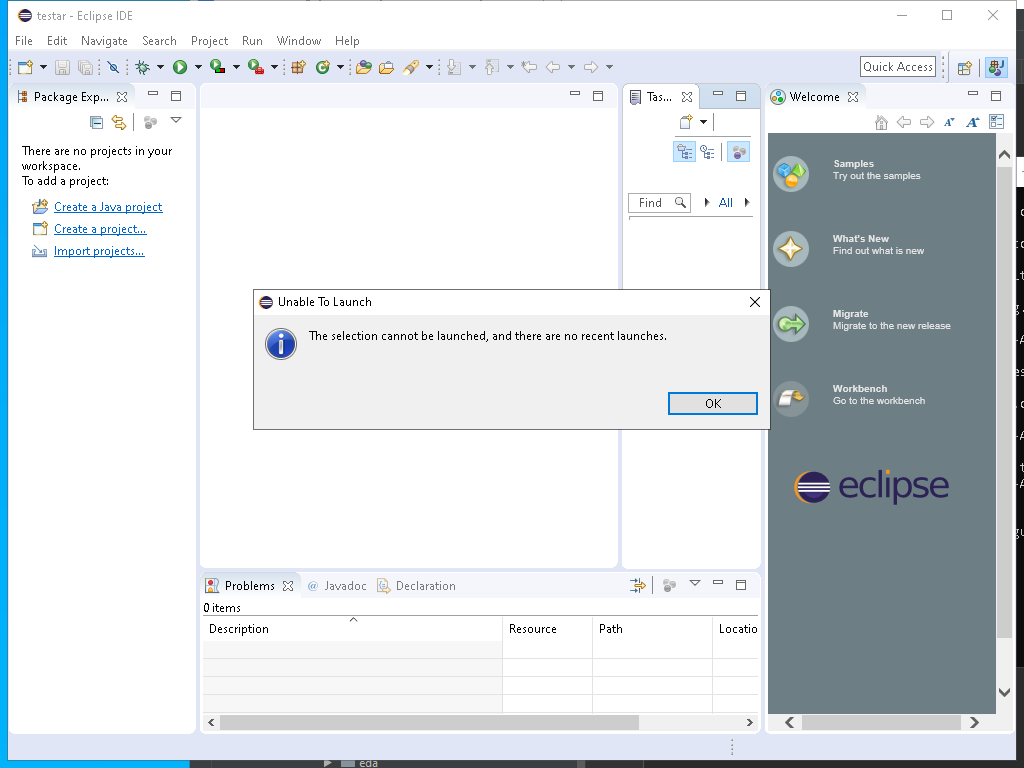 testar - Eclipse IDE
File Edit Navigate Search Project Run Window Help
Quick Access
Package Exp...
There are no projects in your
workspace.
To add a project:
Create a Java project
Create a project...
Import projects...
Tas...
Find
All
Welcome
Samples
Try out the samples
What's New
Find out what is new
Migrate
Migrate to the new release
Workbench
Go to the workbench
eclipse
Unable To Launch
The selection cannot be launched, and there are no recent launches.
OK
Problems
@ Javadoc
Declaration
0 items
Description Resource Path Locatio
eda